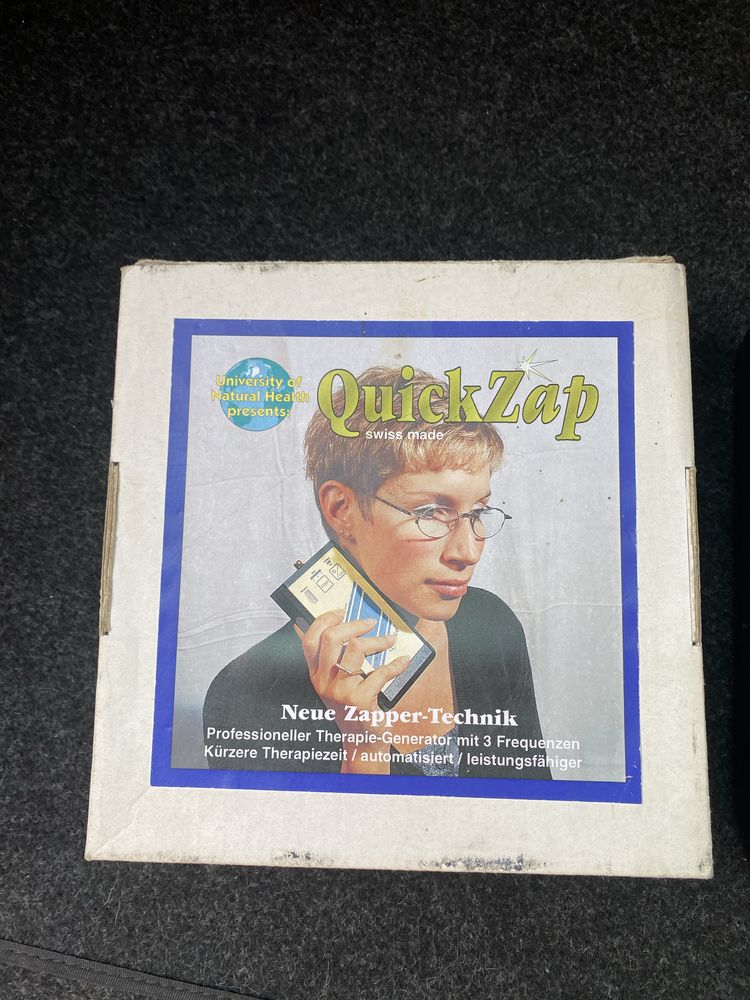 University of
Natural Health
presents:
QuickZap
swiss made
Neue Zapper-Technik
Professioneller Therapie-Generator mit 3 Frequenzen
Kürzere Therapiezeit / automatisiert / leistungsfähiger